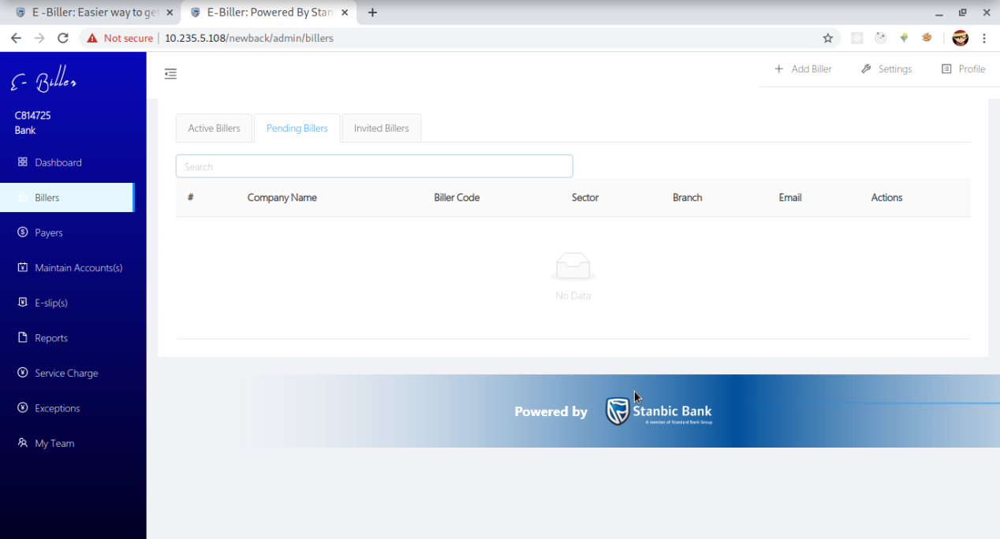 E -Biller: Easier way to get
E-Biller: Powered By Stan
Not secure
10.235.5.108/newback/admin/billers
E- Biller
C814725
Bank
Dashboard
Billers
Payers
Maintain Accounts(s)
E-slip(s)
Reports
Service Charge
Exceptions
My Team
Add Biller Settings Profile
Active Billers Pending Billers Invited Billers
Search
# Company Name Biller Code Sector Branch Email Actions
No Data
Powered by
Stanbic Bank
A member of Standard Bank Group